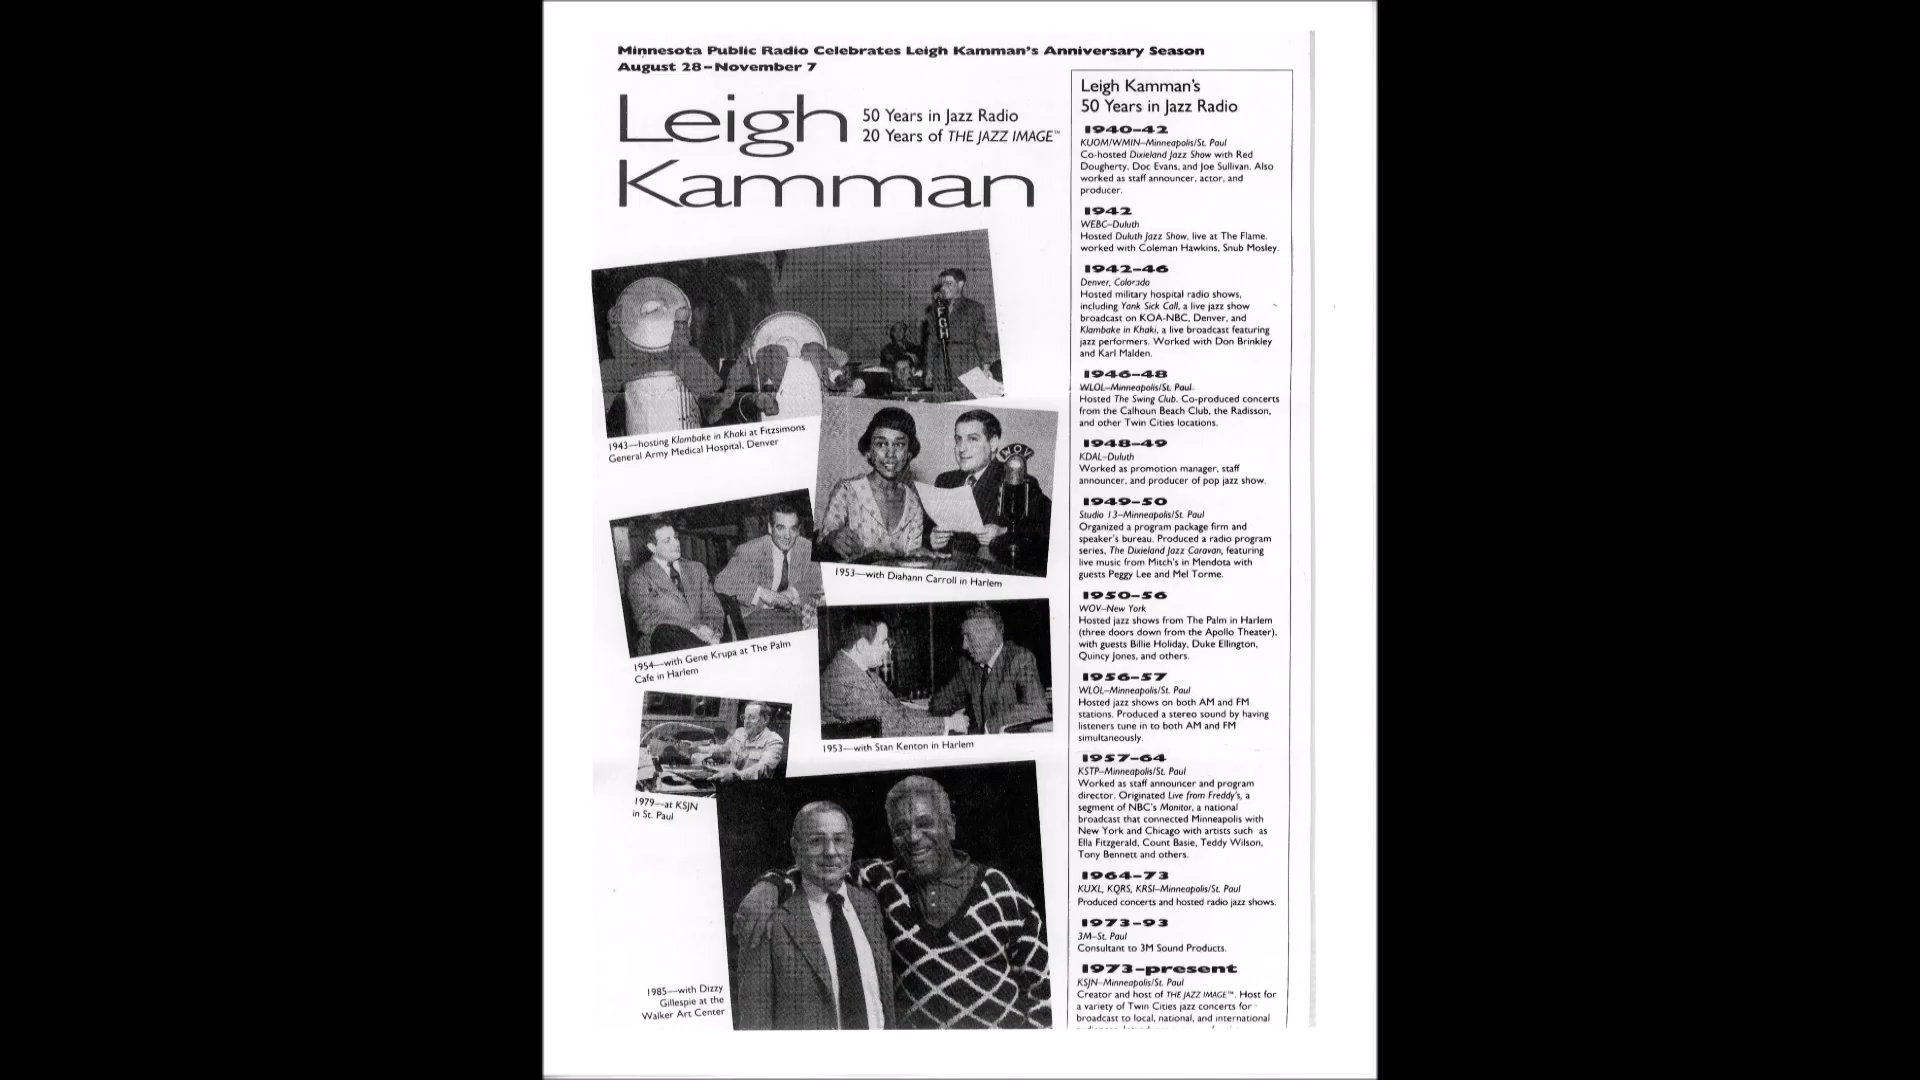 Minnesota Public Radio Celebrates Leigh Kamman's Anniversary Season
August 28–November 7
Leigh
Kamman
50 Years in Jazz Radio
20 Years of THE JAZZ IMAGE™
FGH
1943—hosting Klambake in Khaki at Fitzsimons
General Army Medical Hospital, Denver
WOV
1953—with Diahann Carroll in Harlem
1954—with Gene Krupa at The Palm
Cafe in Harlem
1953—with Stan Kenton in Harlem
1979—at KSJN
in St. Paul
1985—with Dizzy
Gillespie at the
Walker Art Center
Leigh Kamman's
50 Years in Jazz Radio
1940–42
KUOM/WMIN–Minneapolis/St. Paul
Co-hosted Dixieland Jazz Show with Red
Dougherty, Doc Evans, and Joe Sullivan. Also
worked as staff announcer, actor, and
producer.
1942
WEBC–Duluth
Hosted Duluth Jazz Show, live at The Flame,
worked with Coleman Hawkins, Snub Mosley.
1942–46
Denver, Colorado
Hosted military hospital radio shows,
including Yank Sick Call, a live jazz show
broadcast on KOA-NBC, Denver, and
Klambake in Khaki, a live broadcast featuring
jazz performers. Worked with Don Brinkley
and Karl Malden.
1946–48
WLOL–Minneapolis/St. Paul
Hosted The Swing Club. Co-produced concerts
from the Calhoun Beach Club, the Radisson,
and other Twin Cities locations.
1948–49
KDAL–Duluth
Worked as promotion manager, staff
announcer, and producer of pop jazz show.
1949–50
Studio 13–Minneapolis/St. Paul
Organized a program package firm and
speaker's bureau. Produced a radio program
series, The Dixieland Jazz Caravan, featuring
live music from Mitch's in Mendota with
guests Peggy Lee and Mel Torme.
1950–56
WOV–New York
Hosted jazz shows from The Palm in Harlem
(three doors down from the Apollo Theater),
with guests Billie Holiday, Duke Ellington,
Quincy Jones, and others.
1956–57
WLOL–Minneapolis/St. Paul
Hosted jazz shows on both AM and FM
stations. Produced a stereo sound by having
listeners tune in to both AM and FM
simultaneously.
1957–64
KSTP–Minneapolis/St. Paul
Worked as staff announcer and program
director. Originated Live from Freddy's, a
segment of NBC's Monitor, a national
broadcast that connected Minneapolis with
New York and Chicago with artists such as
Ella Fitzgerald, Count Basie, Teddy Wilson,
Tony Bennett and others.
1964–73
KUXL, KQRS, KRSI–Minneapolis/St. Paul
Produced concerts and hosted radio jazz shows.
1973–93
3M–St. Paul
Consultant to 3M Sound Products.
1973–present
KSJN–Minneapolis/St. Paul
Creator and host of THE JAZZ IMAGE™. Host for
a variety of Twin Cities jazz concerts for
broadcast to local, national, and international